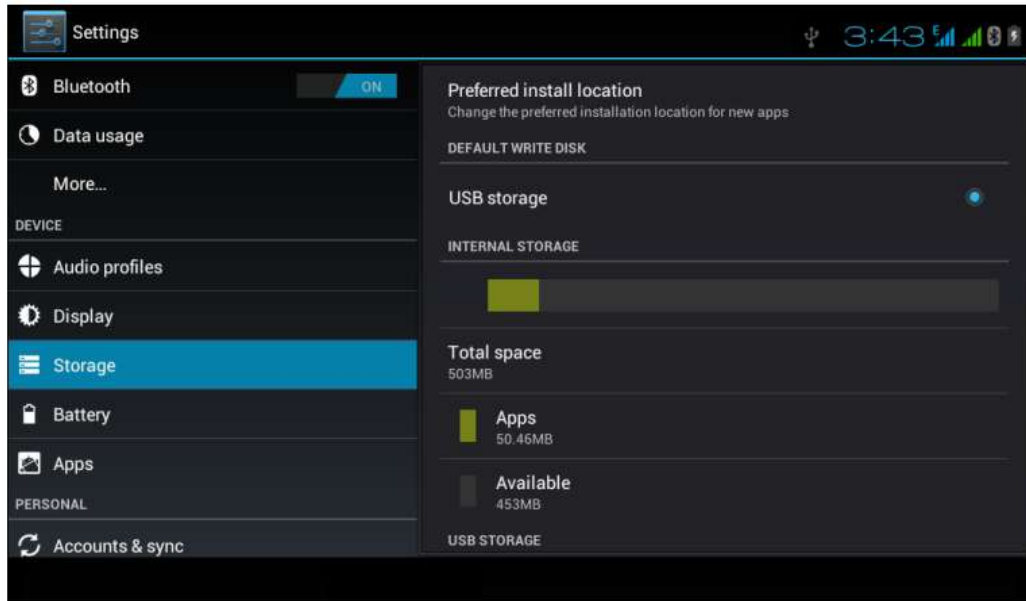 Settings
3:43
E
Bluetooth
ON
Data usage
More...
DEVICE
Audio profiles
Display
Storage
Battery
Apps
PERSONAL
Accounts & sync
Preferred install location
Change the preferred installation location for new apps
DEFAULT WRITE DISK
USB storage
INTERNAL STORAGE
Total space
503MB
Apps
50.46MB
Available
453MB
USB STORAGE